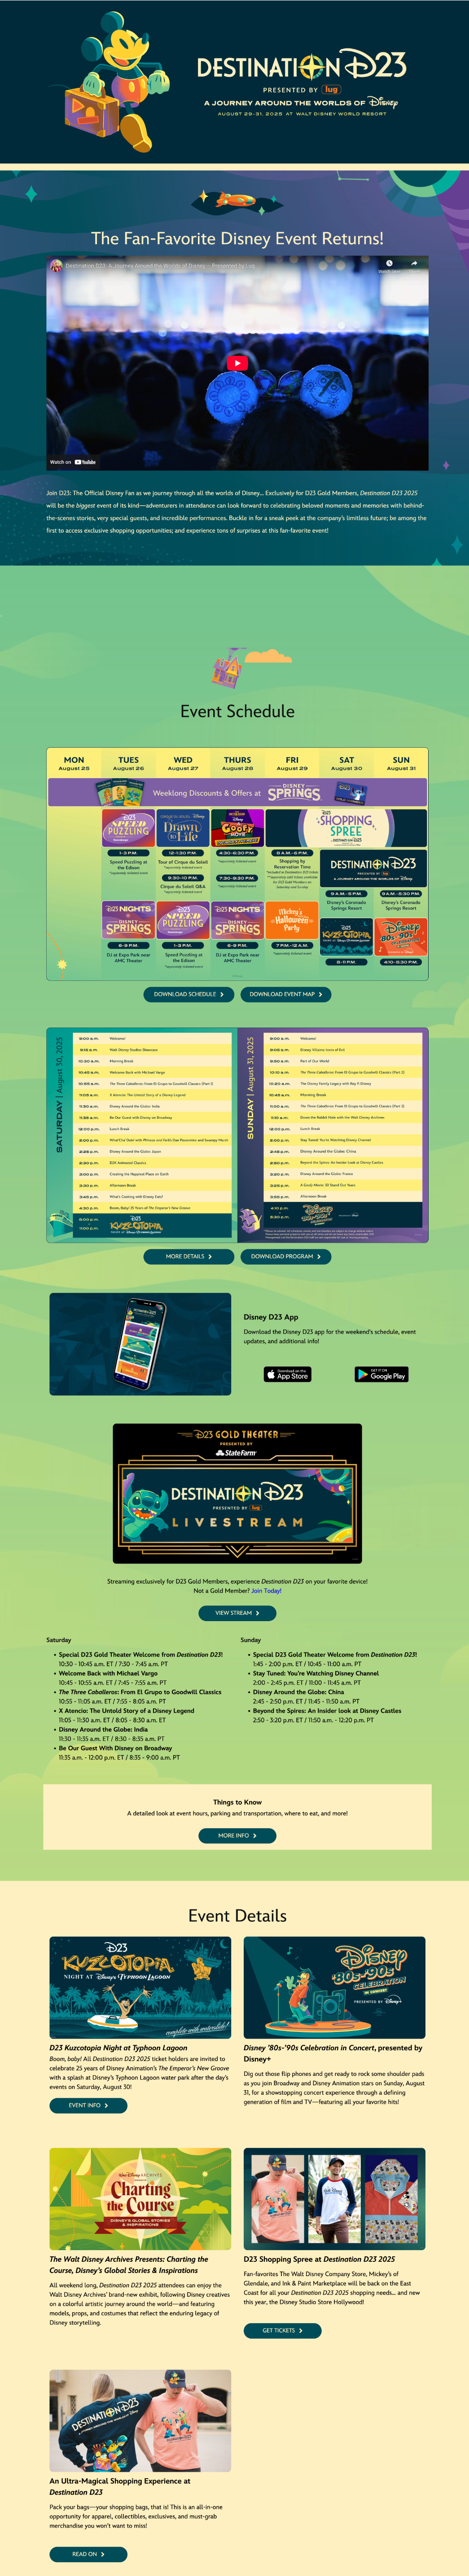 DESTINATION D23
PRESENTED BY lug
A JOURNEY AROUND THE WORLDS OF Disney
AUGUST 29-31, 2025 AT WALT DISNEY WORLD RESORT
The Fan-Favorite Disney Event Returns!
Destination D23: A Journey Around the Worlds of Disney – Presented by Lug
Watch on YouTube
Join D23: The Official Disney Fan as we journey through all the worlds of Disney... Exclusively for D23 Gold Members, Destination D23 2025
will be the biggest event of its kind—adventurers in attendance can look forward to celebrating beloved moments and memories with behind-
the-scenes stories, very special guests, and incredible performances. Buckle in for a sneak peek at the company's limitless future; be among the
first to access exclusive shopping opportunities; and experience tons of surprises at this fan-favorite event!
Event Schedule
MON TUES WED THURS FRI SAT SUN
August 25 August 26 August 27 August 28 August 29 August 30 August 31
Weeklong Discounts & Offers at DISNEY SPRINGS
D23 SPEED PUZZLING
Drawn to Life
GOOFY MOVIE
D23 SHOPPING SPREE
1-3 P.M.
Speed Puzzling at the Edison
12-1:30 P.M.
Tour of Cirque du Soleil
9:30-10 P.M.
Cirque du Soleil Q&A
4:30-6:30 P.M.
7:30-9:30 P.M.
8 A.M.-6 P.M.
Shopping by Reservation Time
DESTINATION D23
9 A.M.-5 P.M.
Disney's Coronado Springs Resort
9 A.M.-3:30 P.M.
Disney's Coronado Springs Resort
D23 NIGHTS AT DISNEY SPRINGS
6-9 P.M.
DJ at Expo Park near AMC Theater
D23 SPEED PUZZLING
1-3 P.M.
Speed Puzzling at the Edison
D23 NIGHTS AT DISNEY SPRINGS
6-9 P.M.
DJ at Expo Park near AMC Theater
Mickey's Halloween Party
7 P.M.-12 A.M.
KUZCOTOPIA
8-11 P.M.
Disney '80s-'90s
4:10-5:30 P.M.
DOWNLOAD SCHEDULE
DOWNLOAD EVENT MAP
SATURDAY | August 30, 2025
9:00 a.m. Welcome!
9:15 a.m. Walt Disney Studios Showcase
10:30 a.m. Morning Break
10:45 a.m. Welcome Back with Michael Vargo
10:55 a.m. The Three Caballeros: From El Grupo to Goodwill Classics (Part 1)
11:05 a.m. X Atencio: The Untold Story of a Disney Legend
11:30 a.m. Disney Around the Globe: India
11:35 a.m. Be Our Guest with Disney on Broadway
12:00 p.m. Lunch Break
2:25 p.m. Disney Around the Globe: Japan
2:30 p.m. D23 Animated Classics
3:00 p.m. Creating the Happiest Place on Earth
3:30 p.m. Afternoon Break
3:45 p.m. What's Cooking with Disney Eats?
4:30 p.m. Boom, Baby! 25 Years of The Emperor's New Groove
KUZCOTOPIA
SUNDAY | August 31, 2025
9:00 a.m. Welcome!
9:05 a.m. Disney Villains: Icons of Evil
9:50 a.m. Part of Our World
10:10 a.m. The Three Caballeros: From El Grupo to Goodwill Classics (Part 2)
10:20 a.m. The Disney Family Legacy with Roy P. Disney
10:45 a.m. Morning Break
11:00 a.m. The Three Caballeros: From El Grupo to Goodwill Classics (Part 3)
Down the Rabbit Hole with the Walt Disney Archives
12:00 p.m. Lunch Break
2:00 p.m. Stay Tuned: You're Watching Disney Channel
2:45 p.m. Disney Around the Globe: China
2:50 p.m. Beyond the Spires: An Insider look at Disney Castles
3:20 p.m. Disney Around the Globe: France
3:25 p.m. A Goofy Movie: 30 Stand Out Years
Afternoon Break
Disney '80s-'90s
MORE DETAILS
DOWNLOAD PROGRAM
Disney D23 App
Download the Disney D23 app for the weekend's schedule, event
updates, and additional info!
Download on the App Store
GET IT ON Google Play
D23 GOLD THEATER
PRESENTED BY
State Farm
DESTINATION D23
PRESENTED BY lug
LIVESTREAM
Streaming exclusively for D23 Gold Members, experience Destination D23 on your favorite device!
Not a Gold Member? Join Today!
VIEW STREAM
Saturday
Special D23 Gold Theater Welcome from Destination D23!
10:30 - 10:45 a.m. ET / 7:30 - 7:45 a.m. PT
Welcome Back with Michael Vargo
10:45 - 10:55 a.m. ET / 7:45 - 7:55 a.m. PT
The Three Caballeros: From El Grupo to Goodwill Classics
10:55 - 11:05 a.m. ET / 7:55 - 8:05 a.m. PT
X Atencio: The Untold Story of a Disney Legend
11:05 - 11:30 a.m. ET / 8:05 - 8:30 a.m. ET
Disney Around the Globe: India
11:30 - 11:35 a.m. ET / 8:30 - 8:35 a.m. PT
Be Our Guest With Disney on Broadway
11:35 a.m. - 12:00 p.m. ET / 8:35 - 9:00 a.m. PT
Sunday
Special D23 Gold Theater Welcome from Destination D23!
1:45 - 2:00 p.m. ET / 10:45 - 11:00 a.m. PT
Stay Tuned: You're Watching Disney Channel
2:00 - 2:45 p.m. ET / 11:00 - 11:45 a.m. PT
Disney Around the Globe: China
2:45 - 2:50 p.m. ET / 11:45 - 11:50 a.m. PT
Beyond the Spires: An Insider look at Disney Castles
2:50 - 3:20 p.m. ET / 11:50 a.m. - 12:20 p.m. PT
Things to Know
A detailed look at event hours, parking and transportation, where to eat, and more!
MORE INFO
Event Details
D23
KUZCOTOPIA
NIGHT AT Disney's TYPHOON LAGOON
complete with waterslide!
D23 Kuzcotopia Night at Typhoon Lagoon
Boom, baby! All Destination D23 2025 ticket holders are invited to
celebrate 25 years of Disney Animation's The Emperor's New Groove
with a splash at Disney's Typhoon Lagoon water park after the day's
events on Saturday, August 30!
EVENT INFO
Disney '80s-'90s
CELEBRATION
IN CONCERT
PRESENTED BY Disney+
Disney '80s-'90s Celebration in Concert, presented by
Disney+
Dig out those flip phones and get ready to rock some shoulder pads
as you join Broadway and Disney Animation stars on Sunday, August
31, for a showstopping concert experience through a defining
generation of film and TV—featuring all your favorite hits!
WALT DISNEY ARCHIVES
Charting the Course
DISNEY'S GLOBAL STORIES & INSPIRATIONS
The Walt Disney Archives Presents: Charting the
Course, Disney's Global Stories & Inspirations
All weekend long, Destination D23 2025 attendees can enjoy the
Walt Disney Archives' brand-new exhibit, following Disney creatives
on a colorful artistic journey around the world—and featuring
models, props, and costumes that reflect the enduring legacy of
Disney storytelling.
D23 Shopping Spree at Destination D23 2025
Fan-favorites The Walt Disney Company Store, Mickey's of
Glendale, and Ink & Paint Marketplace will be back on the East
Coast for all your Destination D23 2025 shopping needs... and new
this year, the Disney Studio Store Hollywood!
GET TICKETS
DESTINATION D23
An Ultra-Magical Shopping Experience at
Destination D23
Pack your bags—your shopping bags, that is! This is an all-in-one
opportunity for apparel, collectibles, exclusives, and must-grab
merchandise you won't want to miss!
READ ON